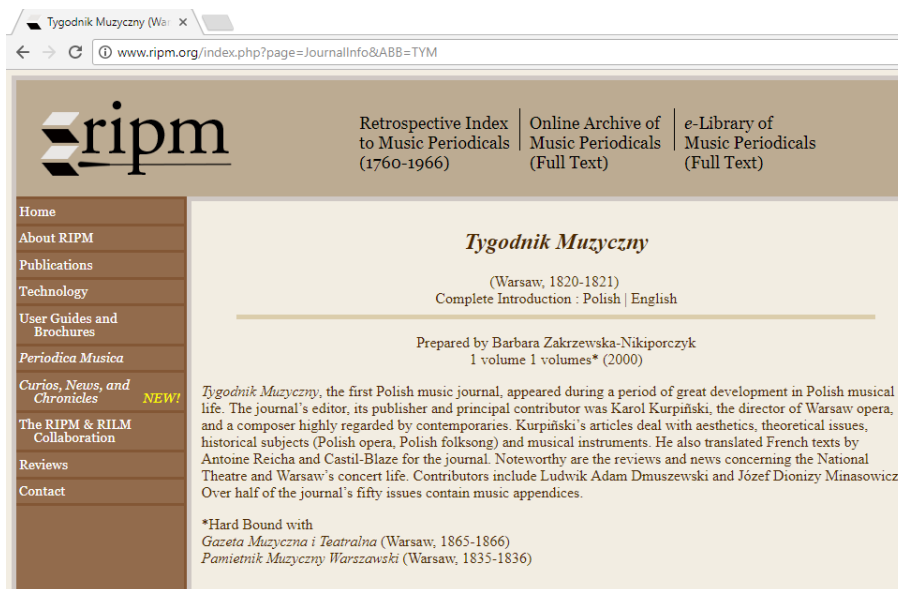 Tygodnik Muzyczny (War
www.ripm.org/index.php?page=JournalInfo&ABB=TYM
ripm
Retrospective Index
to Music Periodicals
(1760-1966)
Online Archive of
Music Periodicals
(Full Text)
e-Library of
Music Periodicals
(Full Text)
Home
About RIPM
Publications
Technology
User Guides and
Brochures
Periodica Musica
Curios, News, and
Chronicles NEW!
The RIPM & RILM
Collaboration
Reviews
Contact
Tygodnik Muzyczny
(Warsaw, 1820-1821)
Complete Introduction : Polish | English
Prepared by Barbara Zakrzewska-Nikiporczyk
1 volume 1 volumes* (2000)
Tygodnik Muzyczny, the first Polish music journal, appeared during a period of great development in Polish musical
life. The journal's editor, its publisher and principal contributor was Karol Kurpiñski, the director of Warsaw opera,
and a composer highly regarded by contemporaries. Kurpiñski's articles deal with aesthetics, theoretical issues,
historical subjects (Polish opera, Polish folksong) and musical instruments. He also translated French texts by
Antoine Reicha and Castil-Blaze for the journal. Noteworthy are the reviews and news concerning the National
Theatre and Warsaw's concert life. Contributors include Ludwik Adam Dmuszewski and Józef Dionizy Minasowicz
Over half of the journal's fifty issues contain music appendices.
*Hard Bound with
Gazeta Muzyczna i Teatralna (Warsaw, 1865-1866)
Pamietnik Muzyczny Warszawski (Warsaw, 1835-1836)